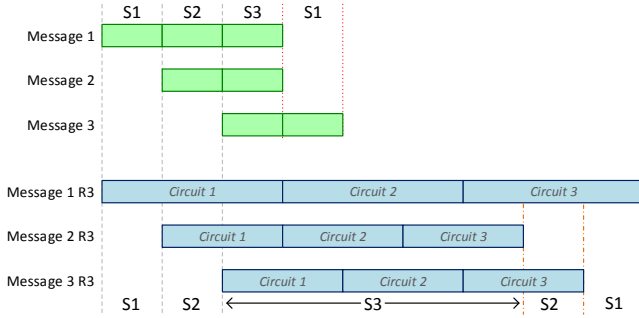 S1 S2 S3 S1
Message 1
Message 2
Message 3
Message 1 R3 Circuit 1 Circuit 2 Circuit 3
Message 2 R3 Circuit 1 Circuit 2 Circuit 3
Message 3 R3 Circuit 1 Circuit 2 Circuit 3
S1 S2 S3 S2 S1